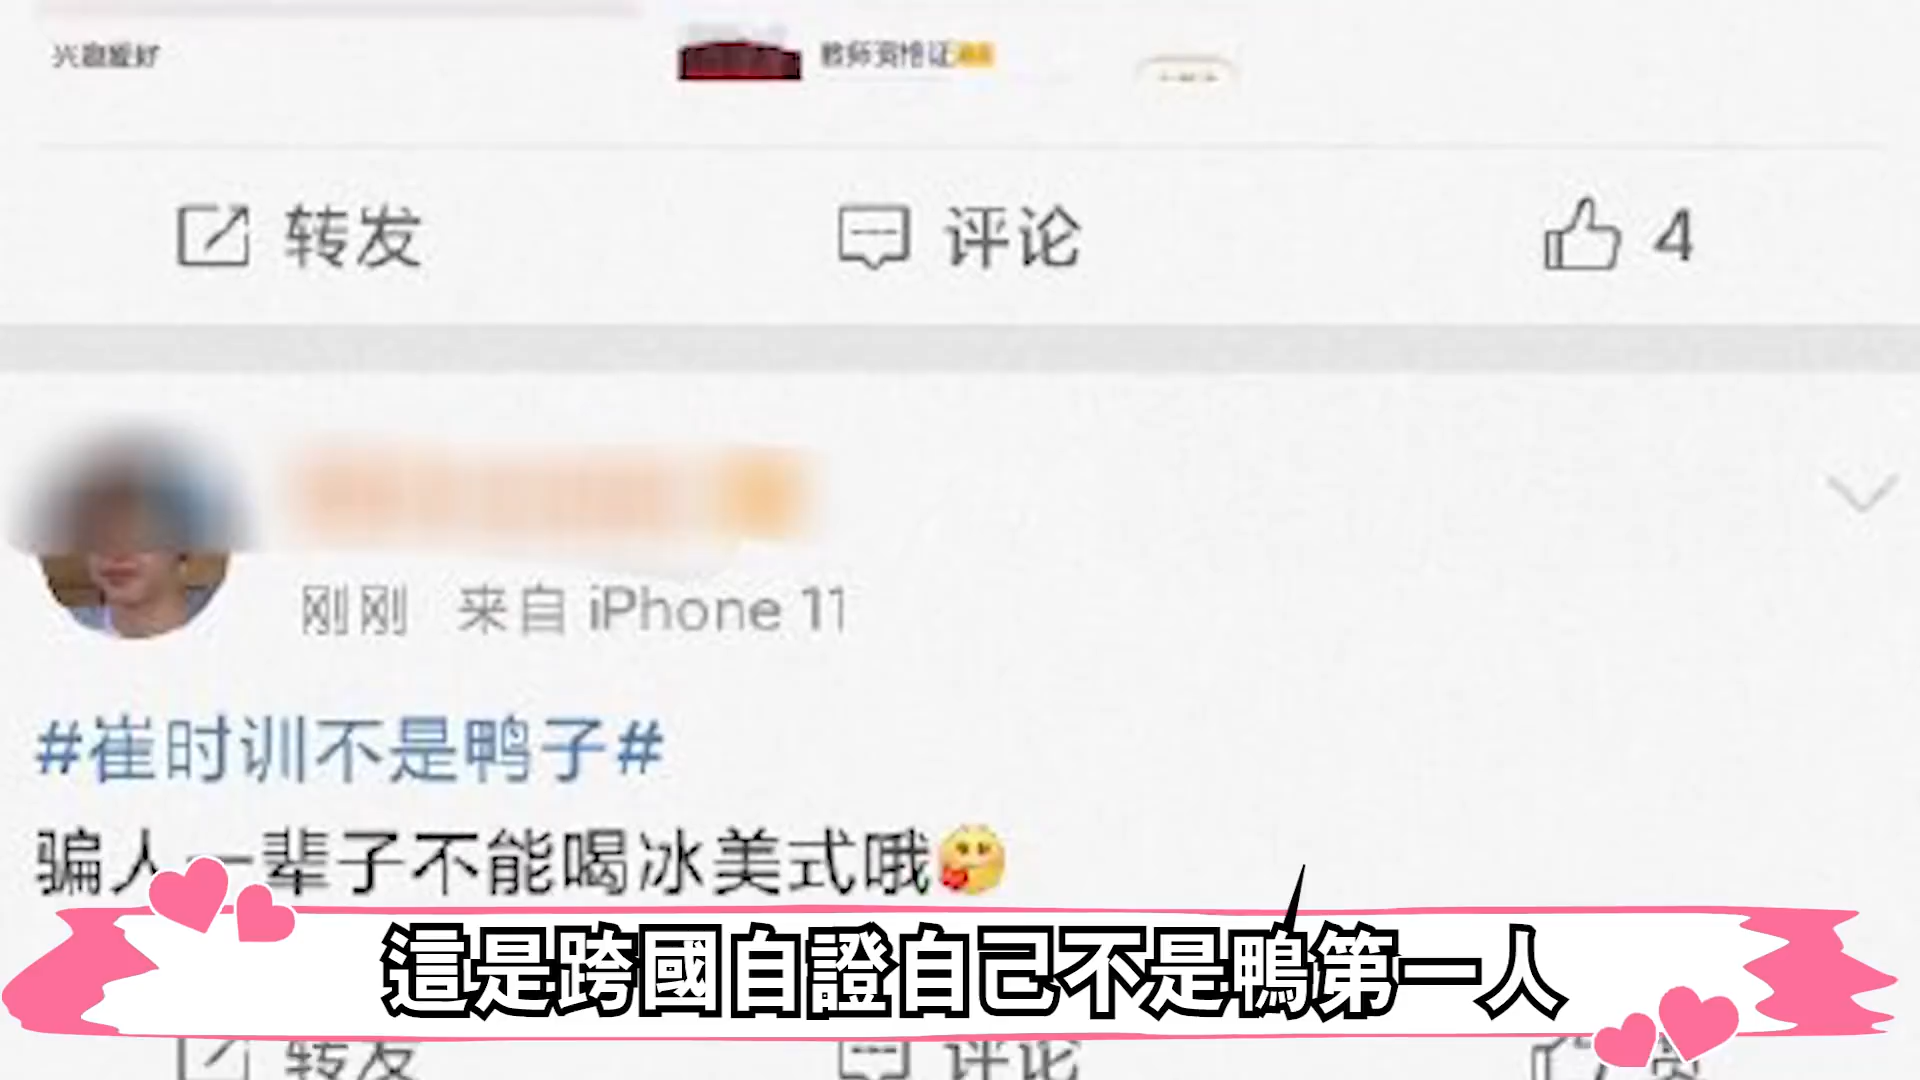 兴趣爱好
教师资格证
转发
评论
4
刚刚 来自 iPhone 11
#崔时训不是鸭子#
骗人一辈子不能喝冰美式哦
這是跨國自證自己不是鴨第一人
转发
评论
赞